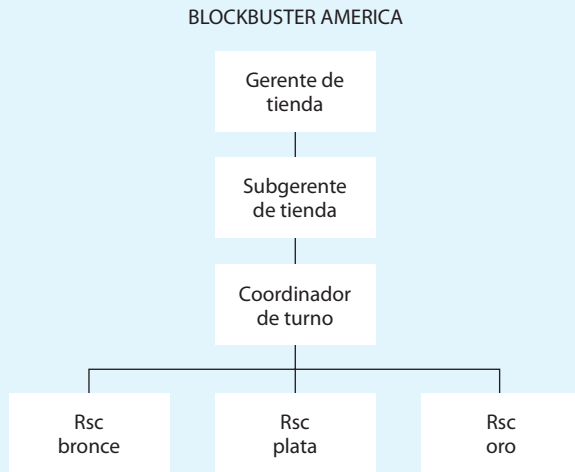 BLOCKBUSTER AMERICA
Gerente de
tienda
Subgerente
de tienda
Coordinador
de turno
Rsc
bronce
Rsc
plata
Rsc
oro